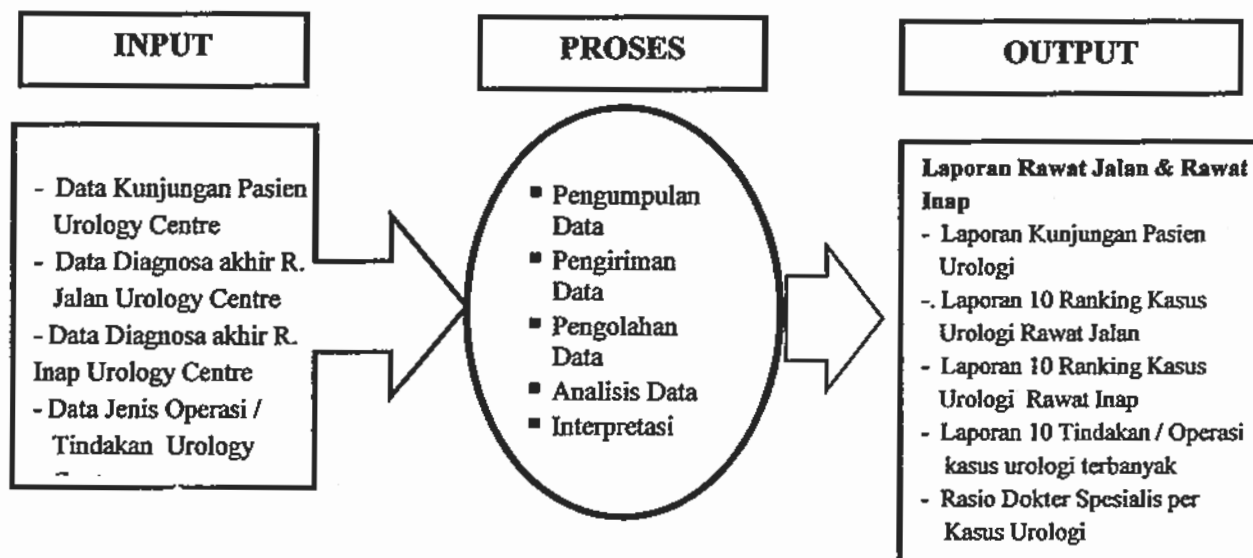 INPUT
- Data Kunjungan Pasien
Urology Centre
- Data Diagnosa akhir R.
Jalan Urology Centre
- Data Diagnosa akhir R.
Inap Urology Centre
- Data Jenis Operasi /
Tindakan Urology
PROSES
▪ Pengumpulan
Data
▪ Pengiriman
Data
▪ Pengolahan
Data
▪ Analisis Data
▪ Interpretasi
OUTPUT
Laporan Rawat Jalan & Rawat
Inap
- Laporan Kunjungan Pasien
Urologi
-. Laporan 10 Ranking Kasus
Urologi Rawat Jalan
- Laporan 10 Ranking Kasus
Urologi Rawat Inap
- Laporan 10 Tindakan / Operasi
kasus urologi terbanyak
- Rasio Dokter Spesialis per
Kasus Urologi